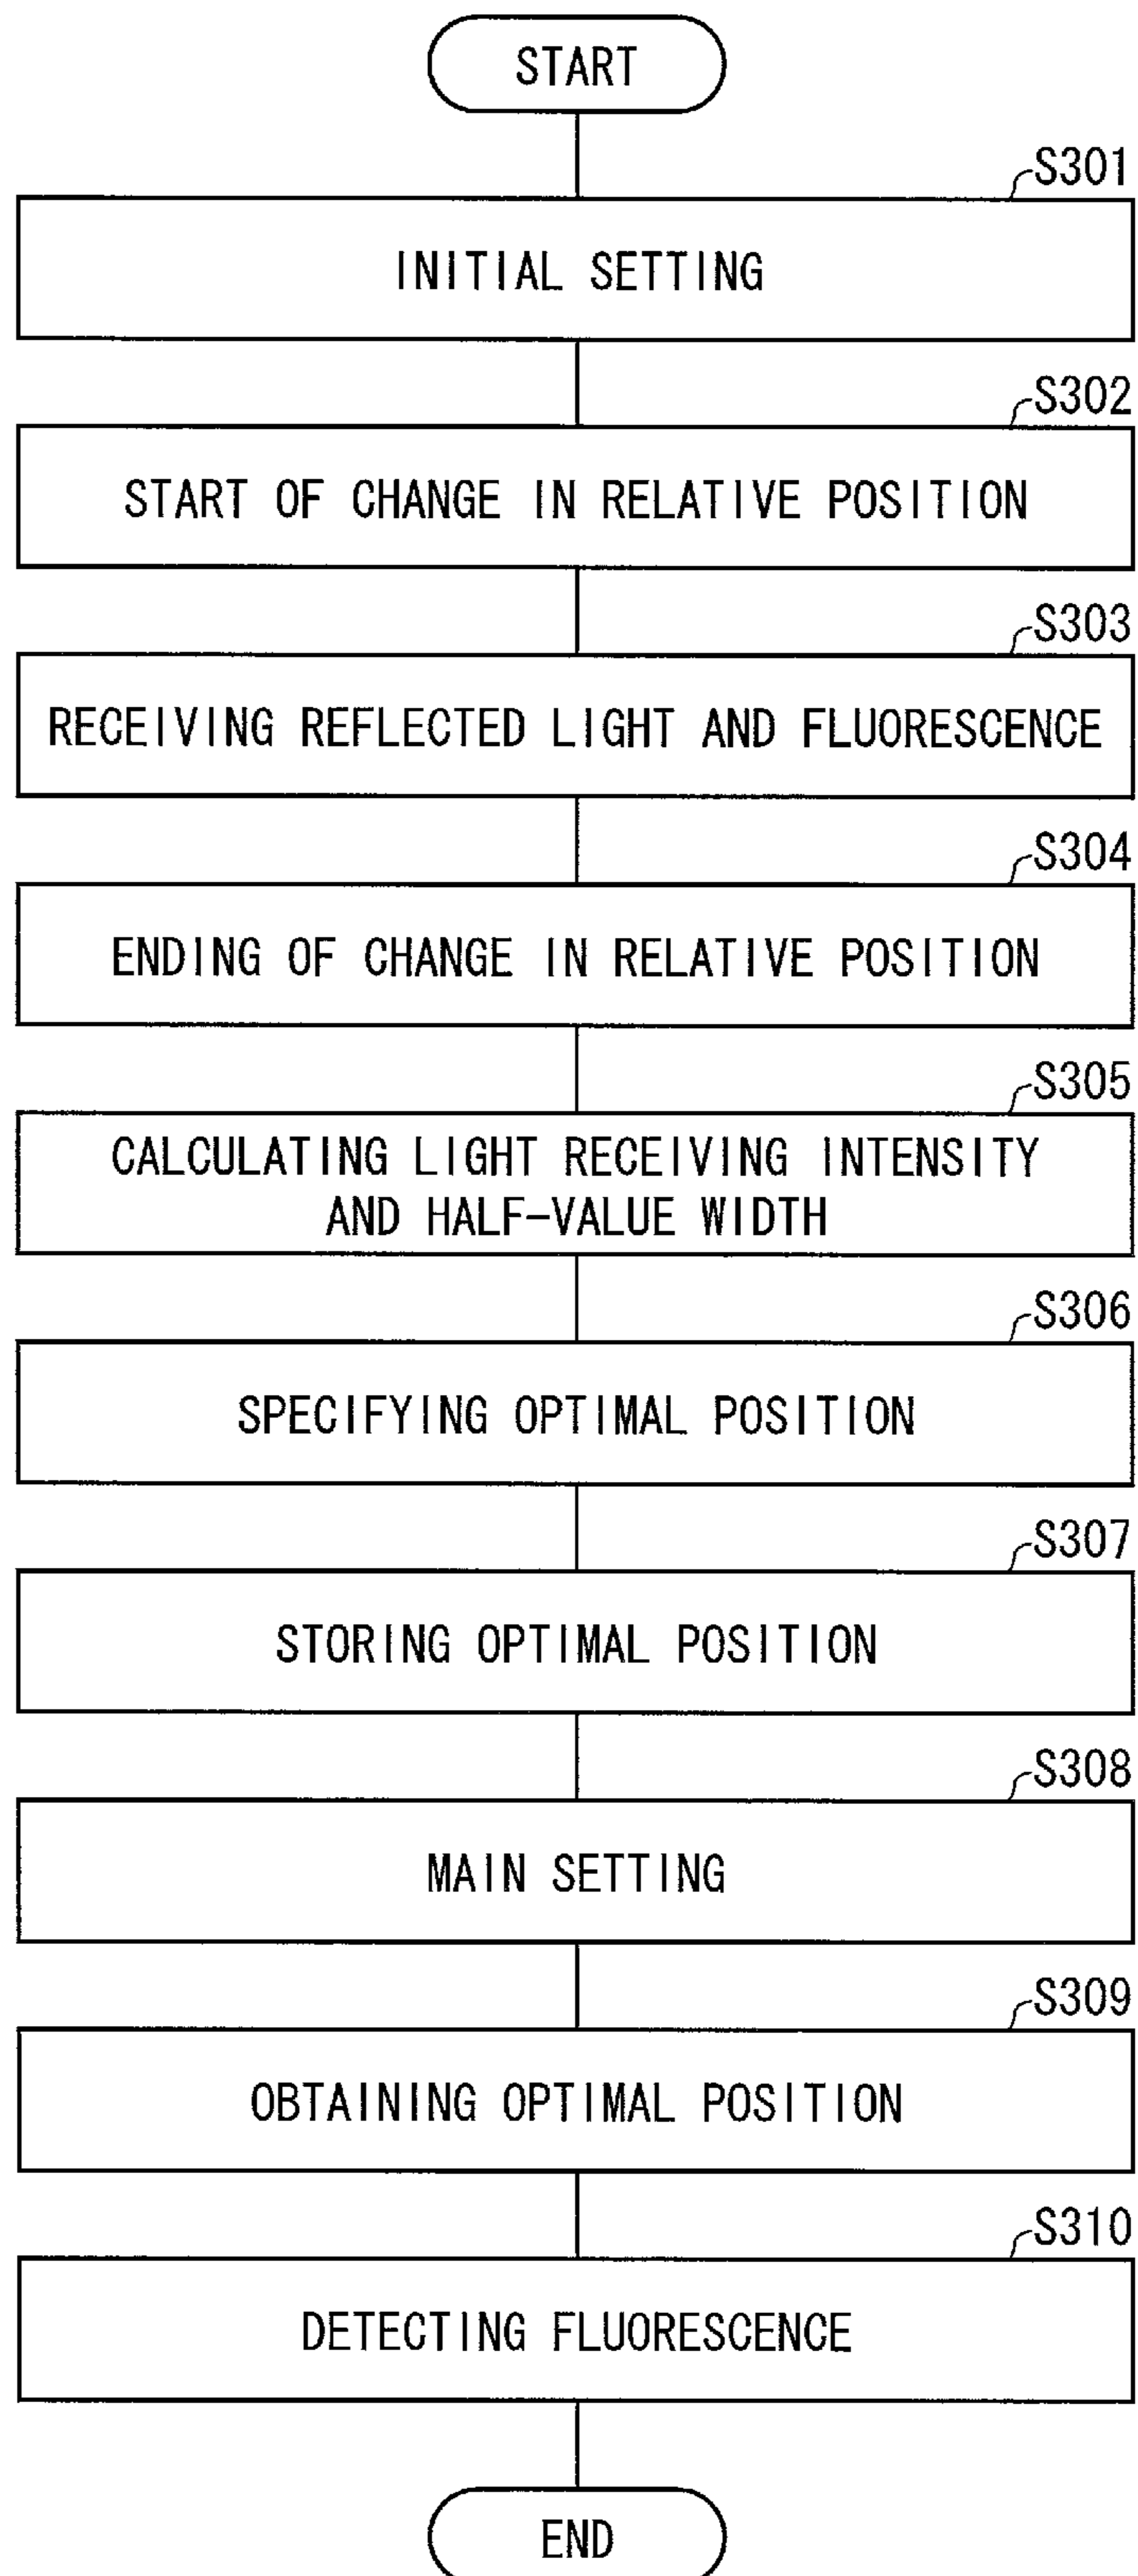 START
S301
INITIAL SETTING
S302
START OF CHANGE IN RELATIVE POSITION
S303
RECEIVING REFLECTED LIGHT AND FLUORESCENCE
S304
ENDING OF CHANGE IN RELATIVE POSITION
S305
CALCULATING LIGHT RECEIVING INTENSITY
AND HALF-VALUE WIDTH
S306
SPECIFYING OPTIMAL POSITION
S307
STORING OPTIMAL POSITION
S308
MAIN SETTING
S309
OBTAINING OPTIMAL POSITION
S310
DETECTING FLUORESCENCE
END